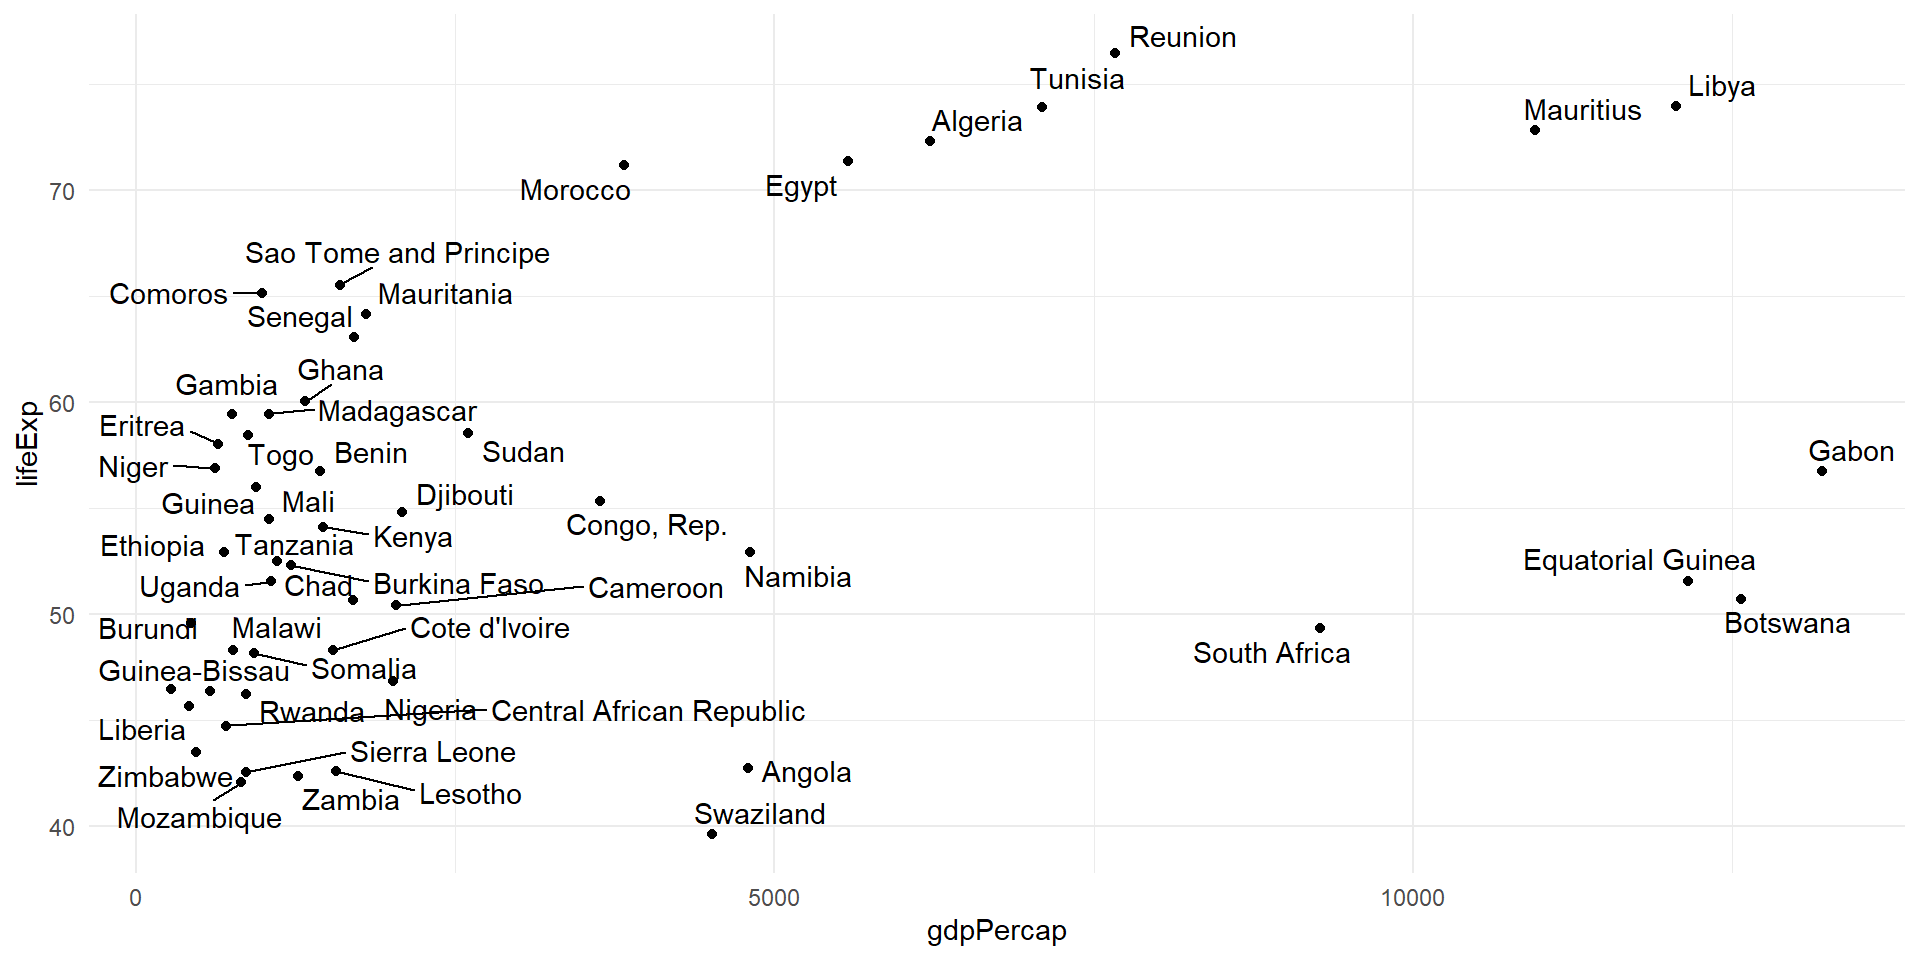 Reunion
Tunisia
Libya
Mauritius
Algeria
Egypt
Morocco
70
Sao Tome and Principe
Comoros
Mauritania
Senegal
Ghana
Gambia
60
Madagascar
Eritrea
Togo
Benin
Sudan
Gabon
Niger
lifeExp
Guinea
Mali
Djibouti
Congo, Rep.
Kenya
Ethiopia
Tanzania
Equatorial Guinea
Uganda
Chad
Burkina Faso
Cameroon
Namibia
50
Burundi
Malawi
Cote d'Ivoire
Botswana
South Africa
Guinea-Bissau
Somalia
Rwanda
Nigeria
Central African Republic
Liberia
Sierra Leone
Zimbabwe
Angola
Lesotho
Zambia
Mozambique
Swaziland
40
0
5000
10000
gdpPercap